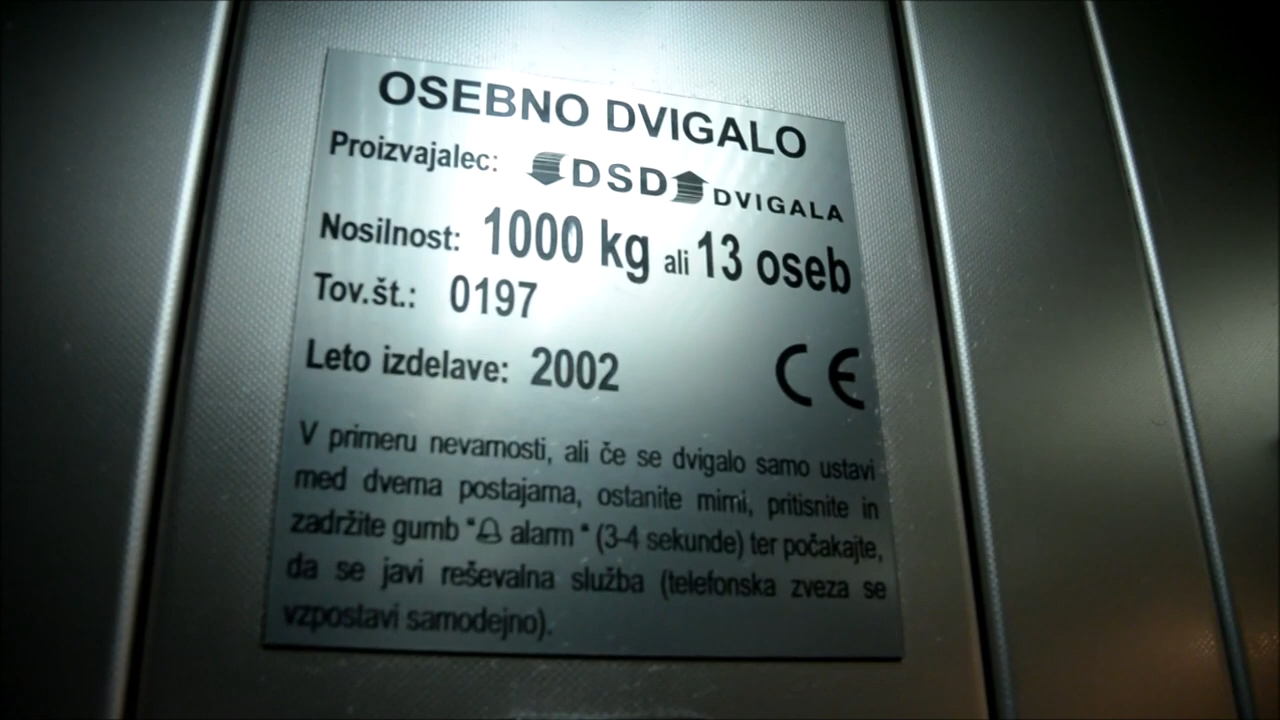 OSEBNO DVIGALO
Proizvajalec: DSD DVIGALA
Nosilnost: 1000 kg ali 13 oseb
Tov.št.: 0197
Leto izdelave: 2002 CE
V primeru nevarnosti, ali če se dvigalo samo ustavi
med dvema postajama, ostanite mirni, pritisnite in
zadržite gumb " alarm " (3-4 sekunde) ter počakajte,
da se javi reševalna služba (telefonska zveza se
vzpostavi samodejno).